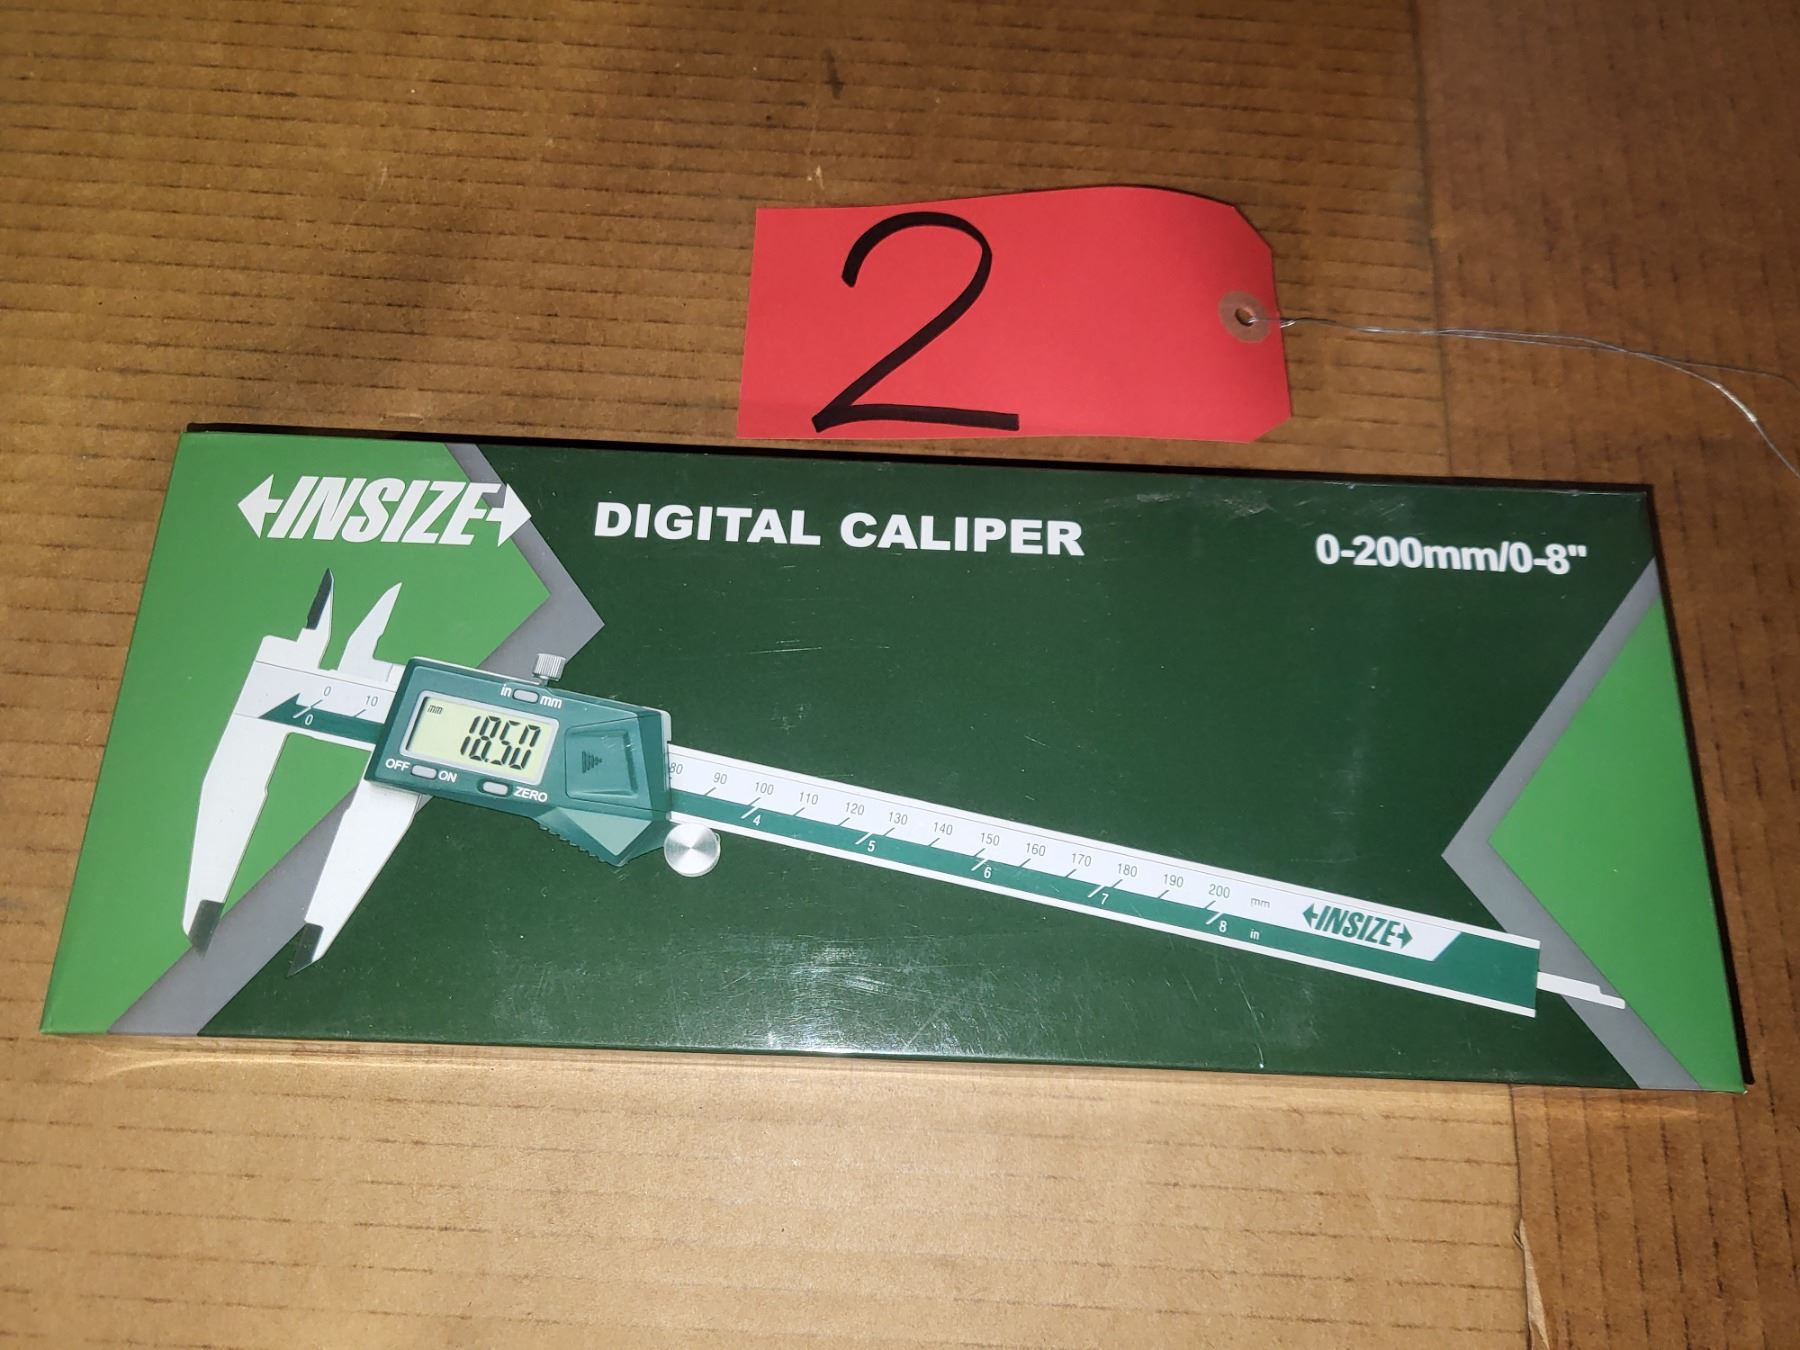 2
INSIZE
DIGITAL CALIPER
0-200mm/0-8"
in mm
mm
18.50
OFF ON
ZERO
0 10
0
80 90 100 110 120 130 140 150 160 170 180 190 200 mm
4 5 6 7 8 in
INSIZE